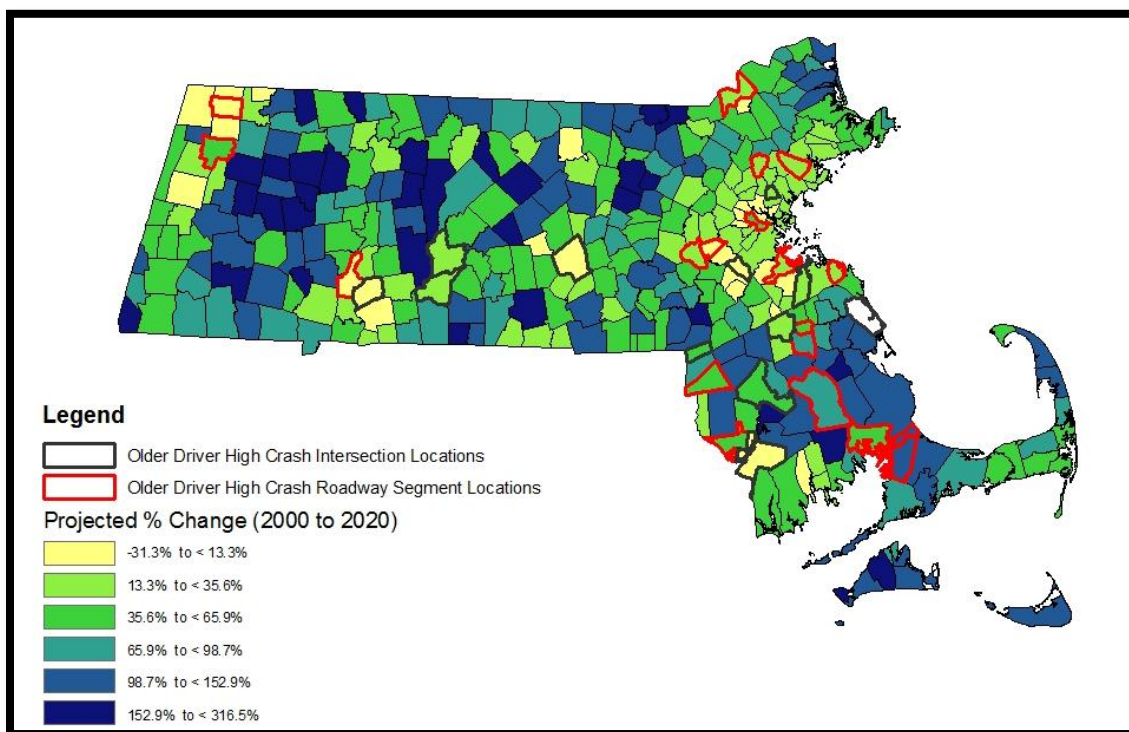 Legend
Older Driver High Crash Intersection Locations
Older Driver High Crash Roadway Segment Locations
Projected % Change (2000 to 2020)
-31.3% to < 13.3%
13.3% to < 35.6%
35.6% to < 65.9%
65.9% to < 98.7%
98.7% to < 152.9%
152.9% to < 316.5%